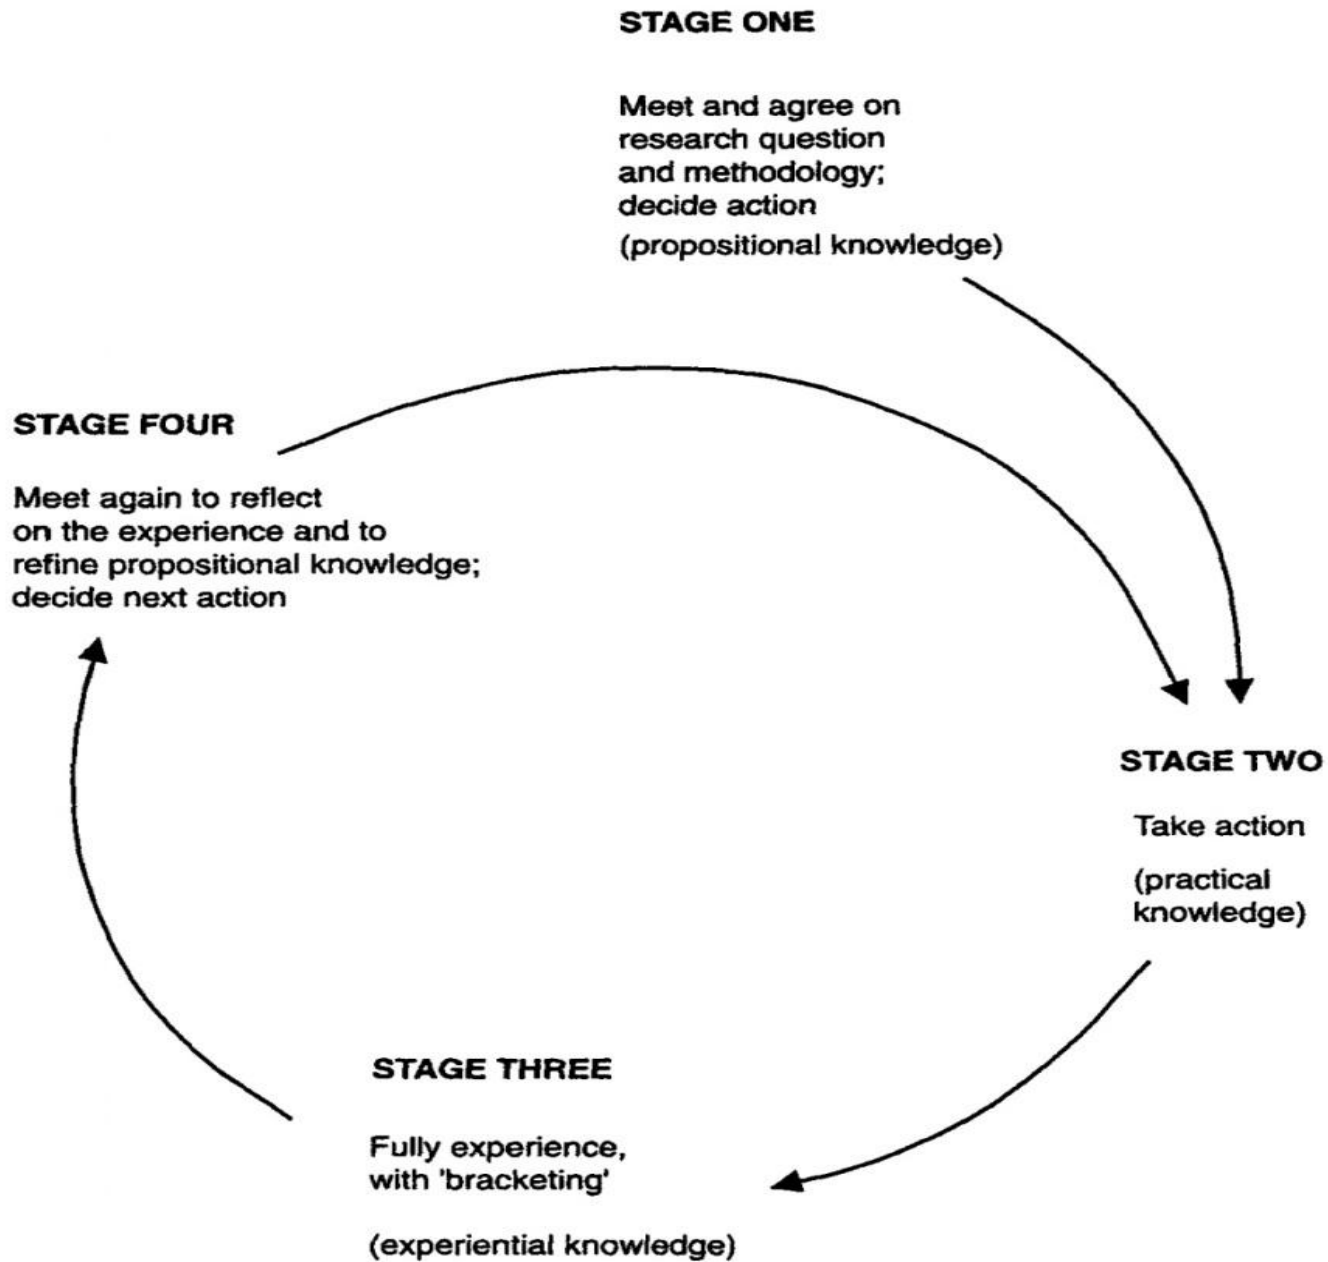 STAGE ONE
Meet and agree on
research question
and methodology;
decide action
(propositional knowledge)
STAGE FOUR
Meet again to reflect
on the experience and to
refine propositional knowledge;
decide next action
STAGE TWO
Take action
(practical
knowledge)
STAGE THREE
Fully experience,
with 'bracketing'
(experiential knowledge)